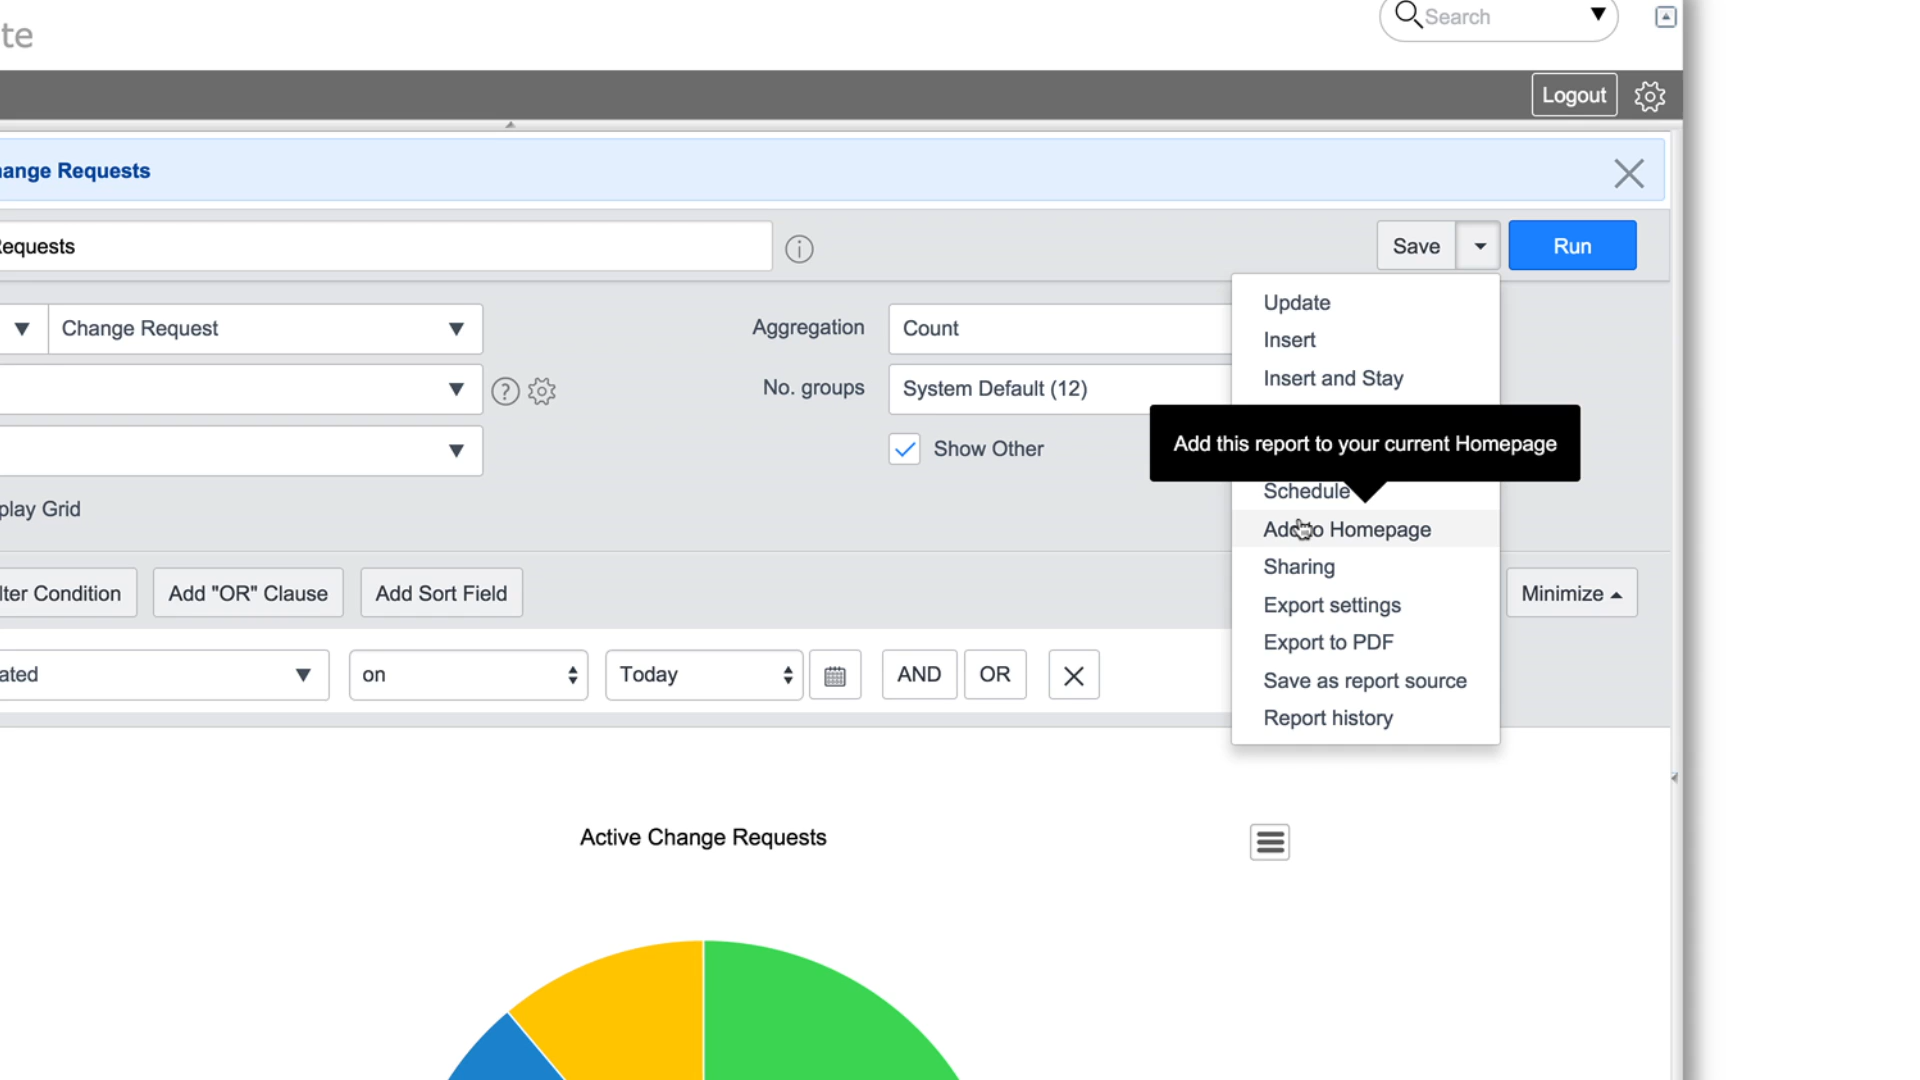 te
Search
Logout
ange Requests
equests
Save
Run
Update
Change Request
Aggregation
Count
Insert
Insert and Stay
No. groups
System Default (12)
Show Other
Add this report to your current Homepage
Schedule
play Grid
Add to Homepage
Sharing
lter Condition
Add "OR" Clause
Add Sort Field
Export settings
Minimize
Export to PDF
ated
on
Today
AND
OR
Save as report source
Report history
Active Change Requests